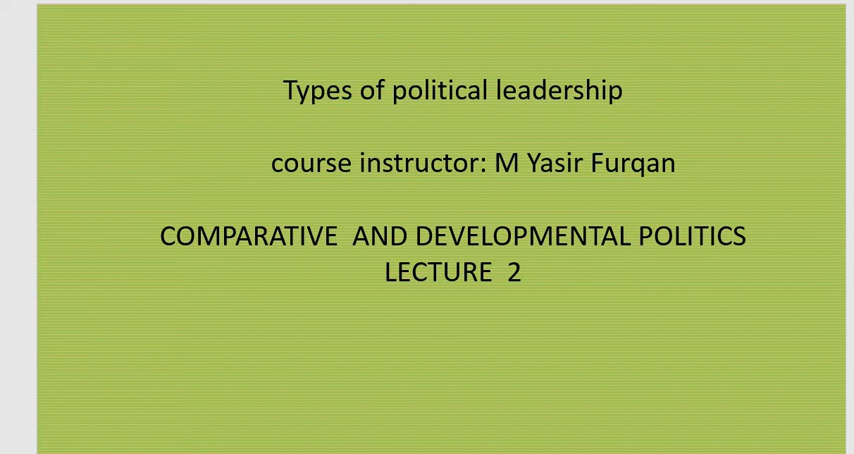 Types of political leadership
course instructor: M Yasir Furqan
COMPARATIVE  AND DEVELOPMENTAL POLITICS
LECTURE  2